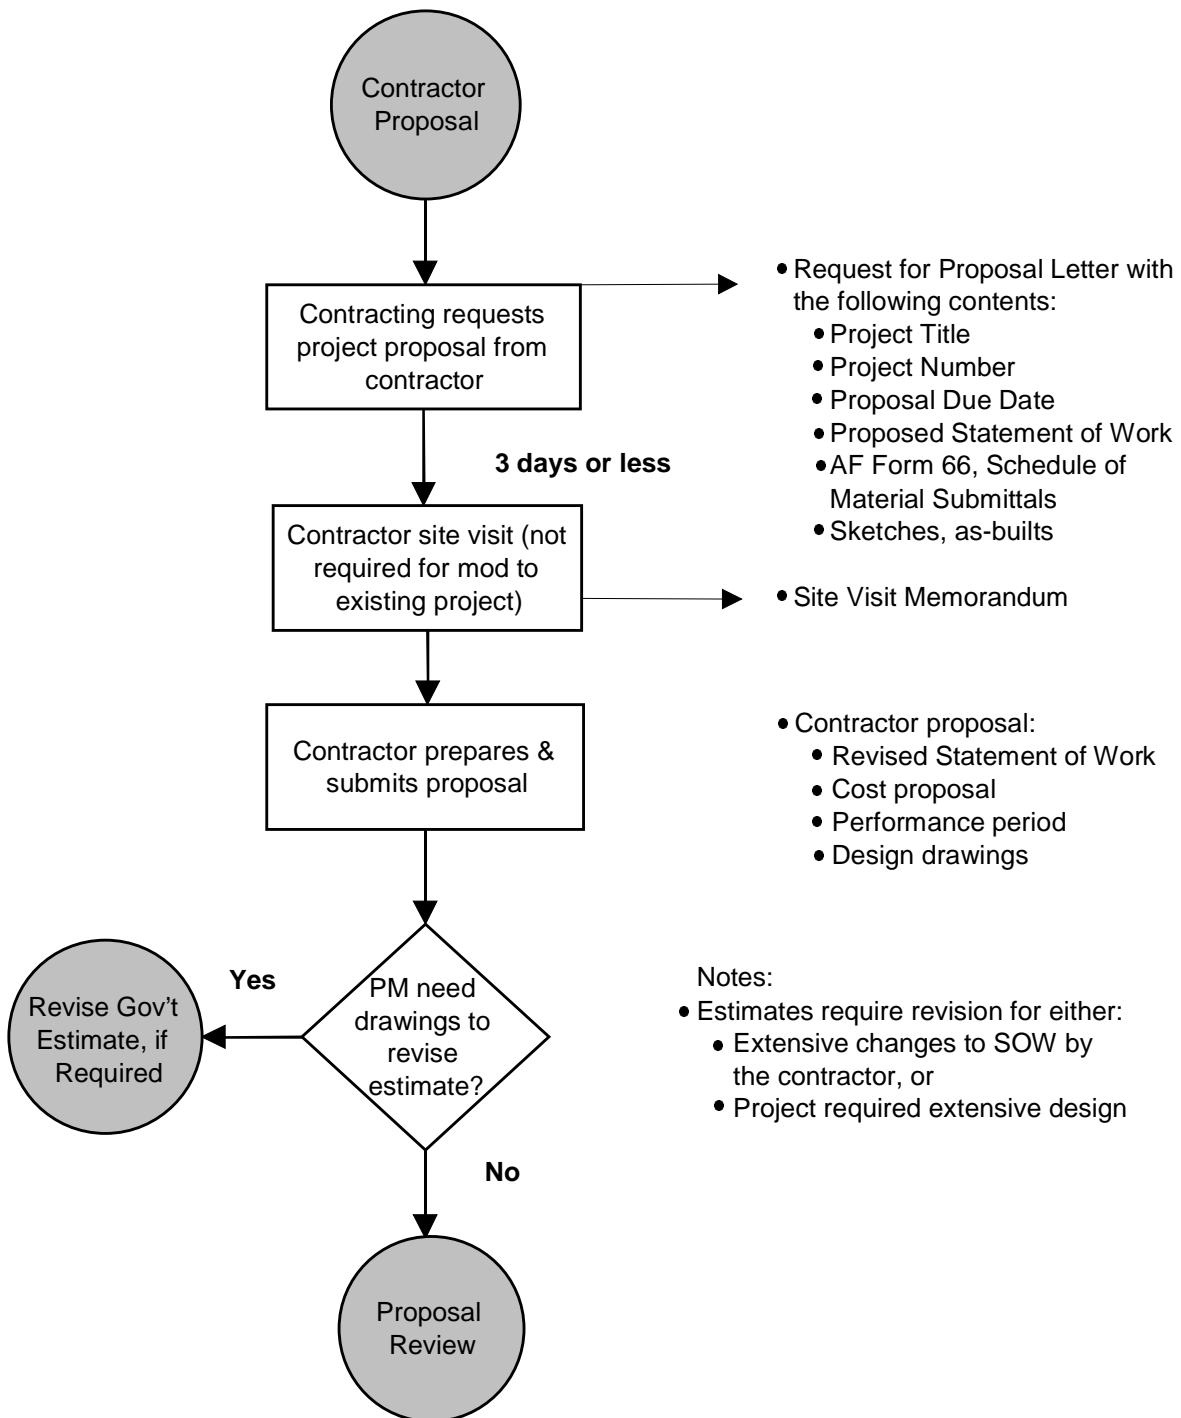 Contractor
Proposal
Contracting requests
project proposal from
contractor
• Request for Proposal Letter with
the following contents:
• Project Title
• Project Number
• Proposal Due Date
• Proposed Statement of Work
• AF Form 66, Schedule of
Material Submittals
• Sketches, as-builts
3 days or less
Contractor site visit (not
required for mod to
existing project)
• Site Visit Memorandum
Contractor prepares &
submits proposal
• Contractor proposal:
• Revised Statement of Work
• Cost proposal
• Performance period
• Design drawings
PM need
drawings to
revise
estimate?
Yes
Revise Gov’t
Estimate, if
Required
Notes:
• Estimates require revision for either:
• Extensive changes to SOW by
the contractor, or
• Project required extensive design
No
Proposal
Review